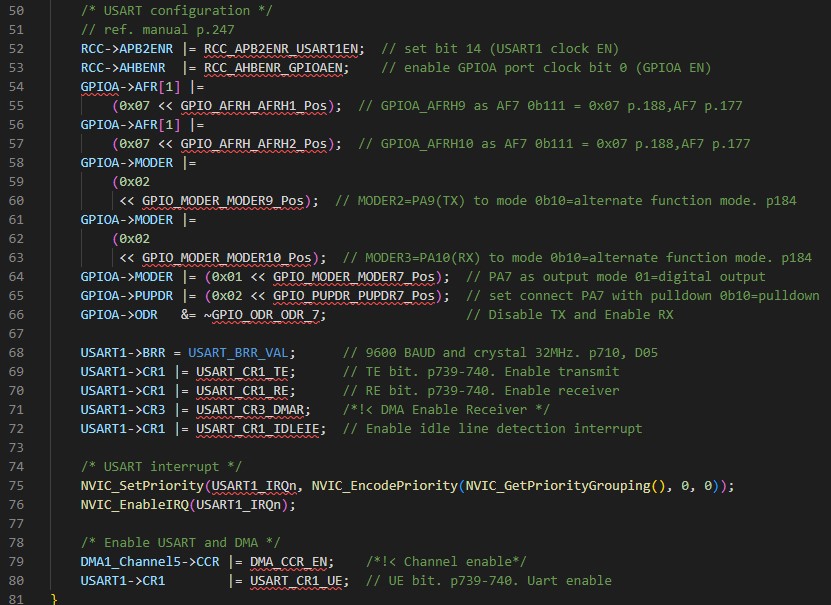 50 /* USART configuration */
51 // ref. manual p.247
52 RCC->APB2ENR |= RCC_APB2ENR_USART1EN;  // set bit 14 (USART1 clock EN)
53 RCC->AHBENR  |= RCC_AHBENR_GPIOAEN;    // enable GPIOA port clock bit 0 (GPIOA EN)
54 GPIOA->AFR[1] |=
55     (0x07 << GPIO_AFRH_AFRH1_Pos);  // GPIOA_AFRH9 as AF7 0b111 = 0x07 p.188,AF7 p.177
56 GPIOA->AFR[1] |=
57     (0x07 << GPIO_AFRH_AFRH2_Pos);  // GPIOA_AFRH10 as AF7 0b111 = 0x07 p.188,AF7 p.177
58 GPIOA->MODER |=
59     (0x02
60      << GPIO_MODER_MODER9_Pos);  // MODER2=PA9(TX) to mode 0b10=alternate function mode. p184
61 GPIOA->MODER |=
62     (0x02
63      << GPIO_MODER_MODER10_Pos);  // MODER3=PA10(RX) to mode 0b10=alternate function mode. p184
64 GPIOA->MODER |= (0x01 << GPIO_MODER_MODER7_Pos);  // PA7 as output mode 01=digital output
65 GPIOA->PUPDR |= (0x02 << GPIO_PUPDR_PUPDR7_Pos);  // set connect PA7 with pulldown 0b10=pulldown
66 GPIOA->ODR   &= ~GPIO_ODR_ODR_7;                  // Disable TX and Enable RX
67
68 USART1->BRR = USART_BRR_VAL;      // 9600 BAUD and crystal 32MHz. p710, D05
69 USART1->CR1 |= USART_CR1_TE;      // TE bit. p739-740. Enable transmit
70 USART1->CR1 |= USART_CR1_RE;      // RE bit. p739-740. Enable receiver
71 USART1->CR3 |= USART_CR3_DMAR;    /*!< DMA Enable Receiver */
72 USART1->CR1 |= USART_CR1_IDLEIE;  // Enable idle line detection interrupt
73
74 /* USART interrupt */
75 NVIC_SetPriority(USART1_IRQn, NVIC_EncodePriority(NVIC_GetPriorityGrouping(), 0, 0));
76 NVIC_EnableIRQ(USART1_IRQn);
77
78 /* Enable USART and DMA */
79 DMA1_Channel5->CCR |= DMA_CCR_EN;    /*!< Channel enable*/
80 USART1->CR1        |= USART_CR1_UE;  // UE bit. p739-740. Uart enable
81 }